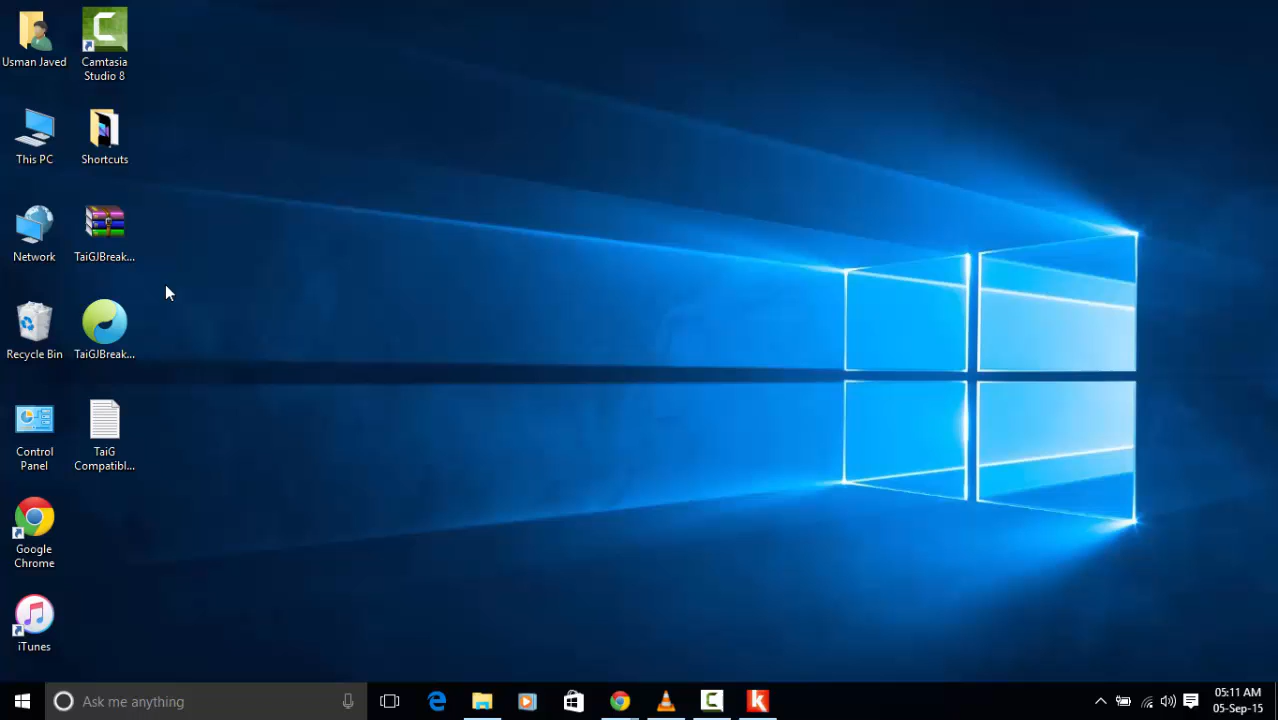 Usman Javed
Camtasia
Studio 8
This PC
Shortcuts
Network
TaiGJBreak...
Recycle Bin
TaiGJBreak...
Control
Panel
TaiG
Compatibl...
Google
Chrome
iTunes
Ask me anything
05:11 AM
05-Sep-15